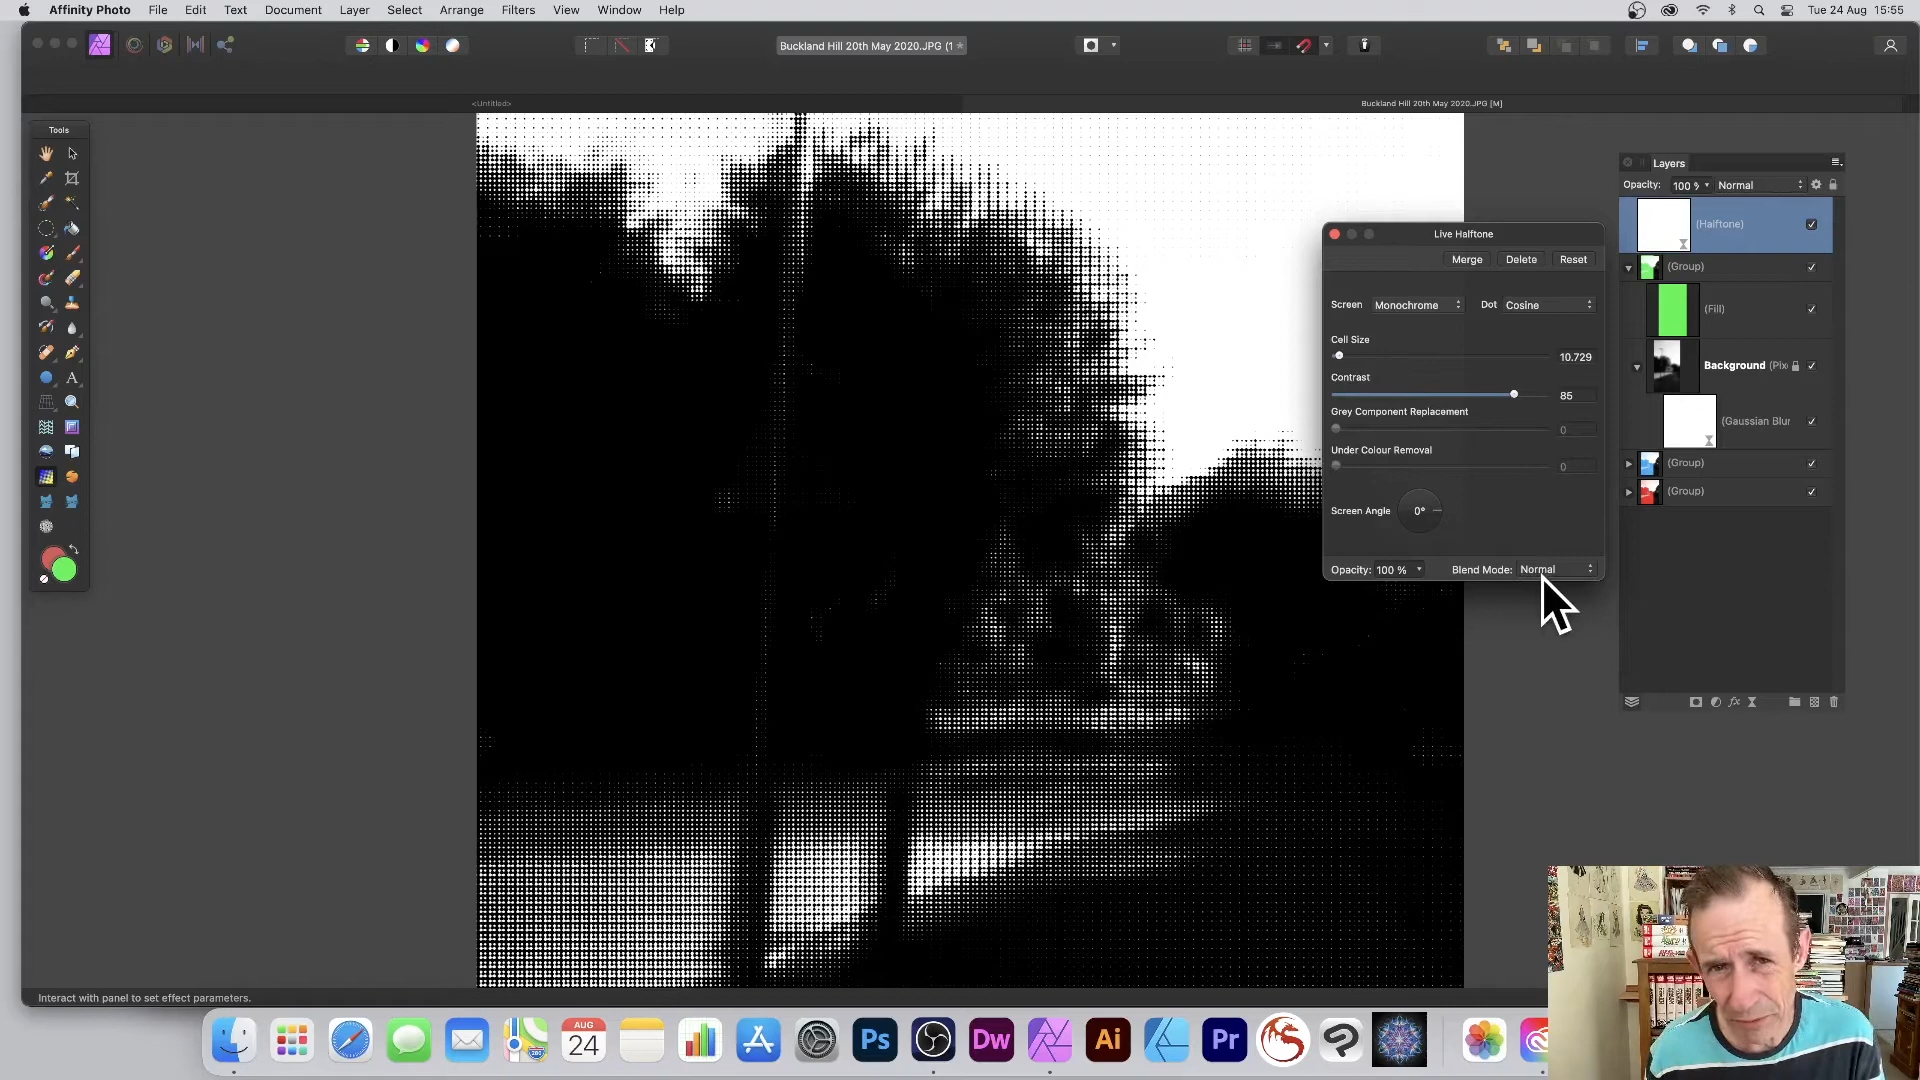 Affinity Photo File Edit Text Document Layer Select Arrange Filters View Window Help
Tue 24 Aug 15:55
Buckland Hill 20th May 2020.JPG (1
<Untitled>
Buckland Hill 20th May 2020.JPG [M]
Tools
Layers
Opacity: 100 % Normal
(Halftone)
(Group)
(Fill)
Background (Pix
(Gaussian Blur
(Group)
(Group)
Live Halftone
Merge Delete Reset
Screen Monochrome Dot Cosine
Cell Size
10.729
Contrast
85
Grey Component Replacement
0
Under Colour Removal
0
Screen Angle 0°
Opacity: 100 % Blend Mode: Normal
A
Interact with panel to set effect parameters.
AUG
24
280
Ps
Dw
Ai
Pr